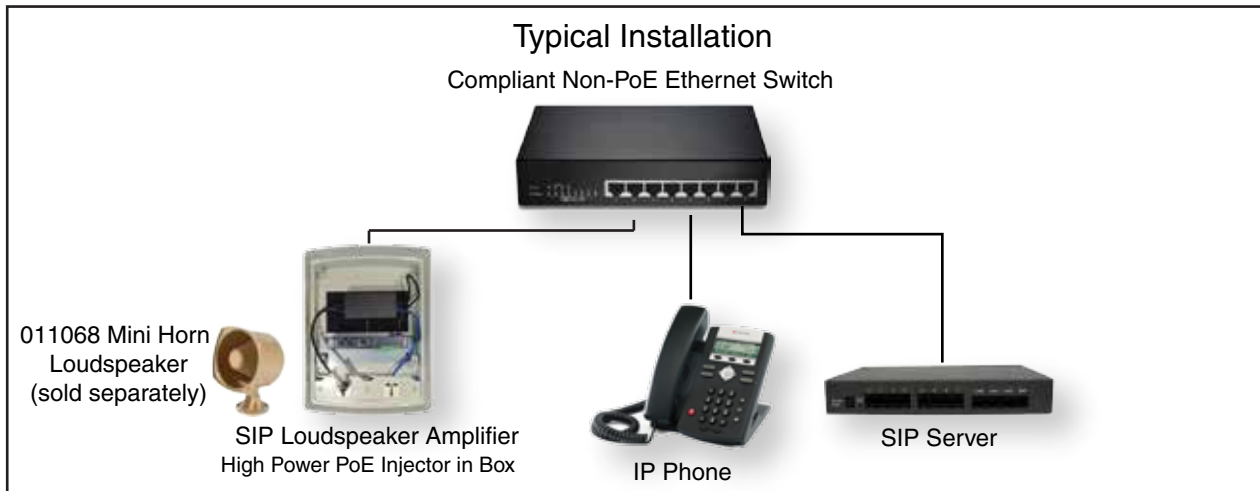 Typical Installation
Compliant Non-PoE Ethernet Switch
011068 Mini Horn
Loudspeaker
(sold separately)
SIP Loudspeaker Amplifier
High Power PoE Injector in Box
IP Phone
SIP Server